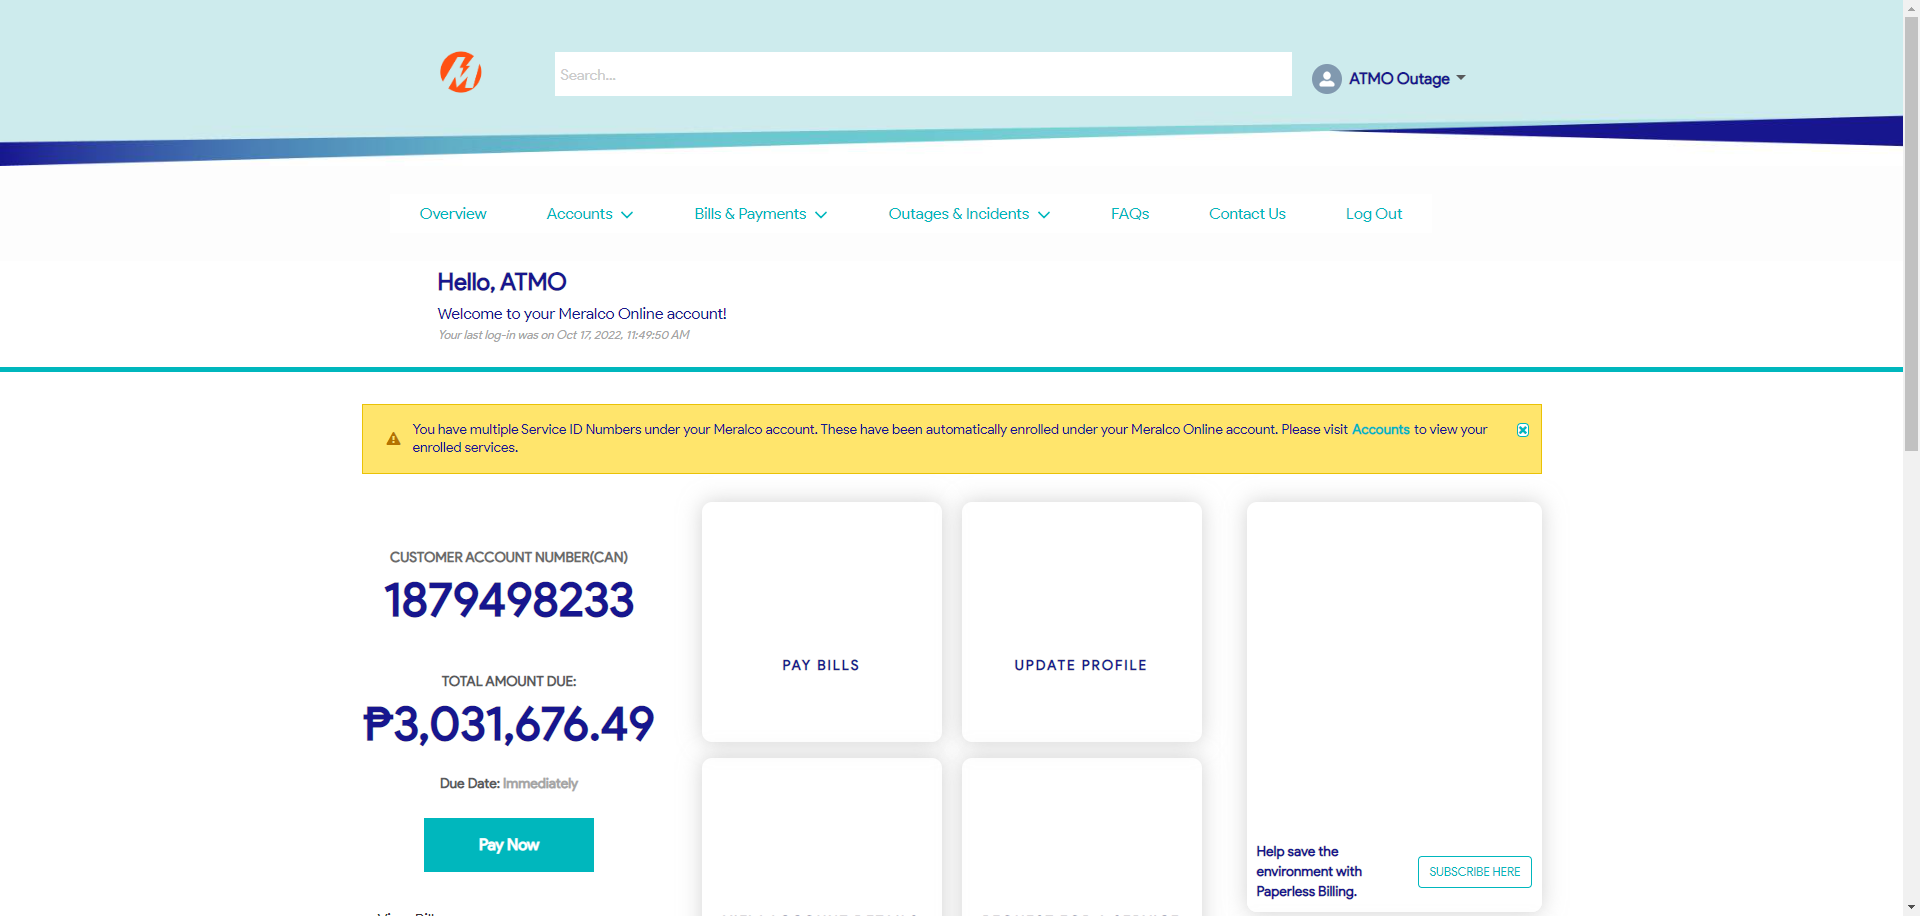 Search...
ATMO Outage
Overview
Accounts
Bills & Payments
Outages & Incidents
FAQs
Contact Us
Log Out
Hello, ATMO
Welcome to your Meralco Online account!
Your last log-in was on Oct 17, 2022, 11:49:50 AM
You have multiple Service ID Numbers under your Meralco account. These have been automatically enrolled under your Meralco Online account. Please visit Accounts to view your
enrolled services.
CUSTOMER ACCOUNT NUMBER(CAN)
1879498233
TOTAL AMOUNT DUE:
₱3,031,676.49
Due Date: Immediately
Pay Now
PAY BILLS
UPDATE PROFILE
Help save the
environment with
Paperless Billing.
SUBSCRIBE HERE